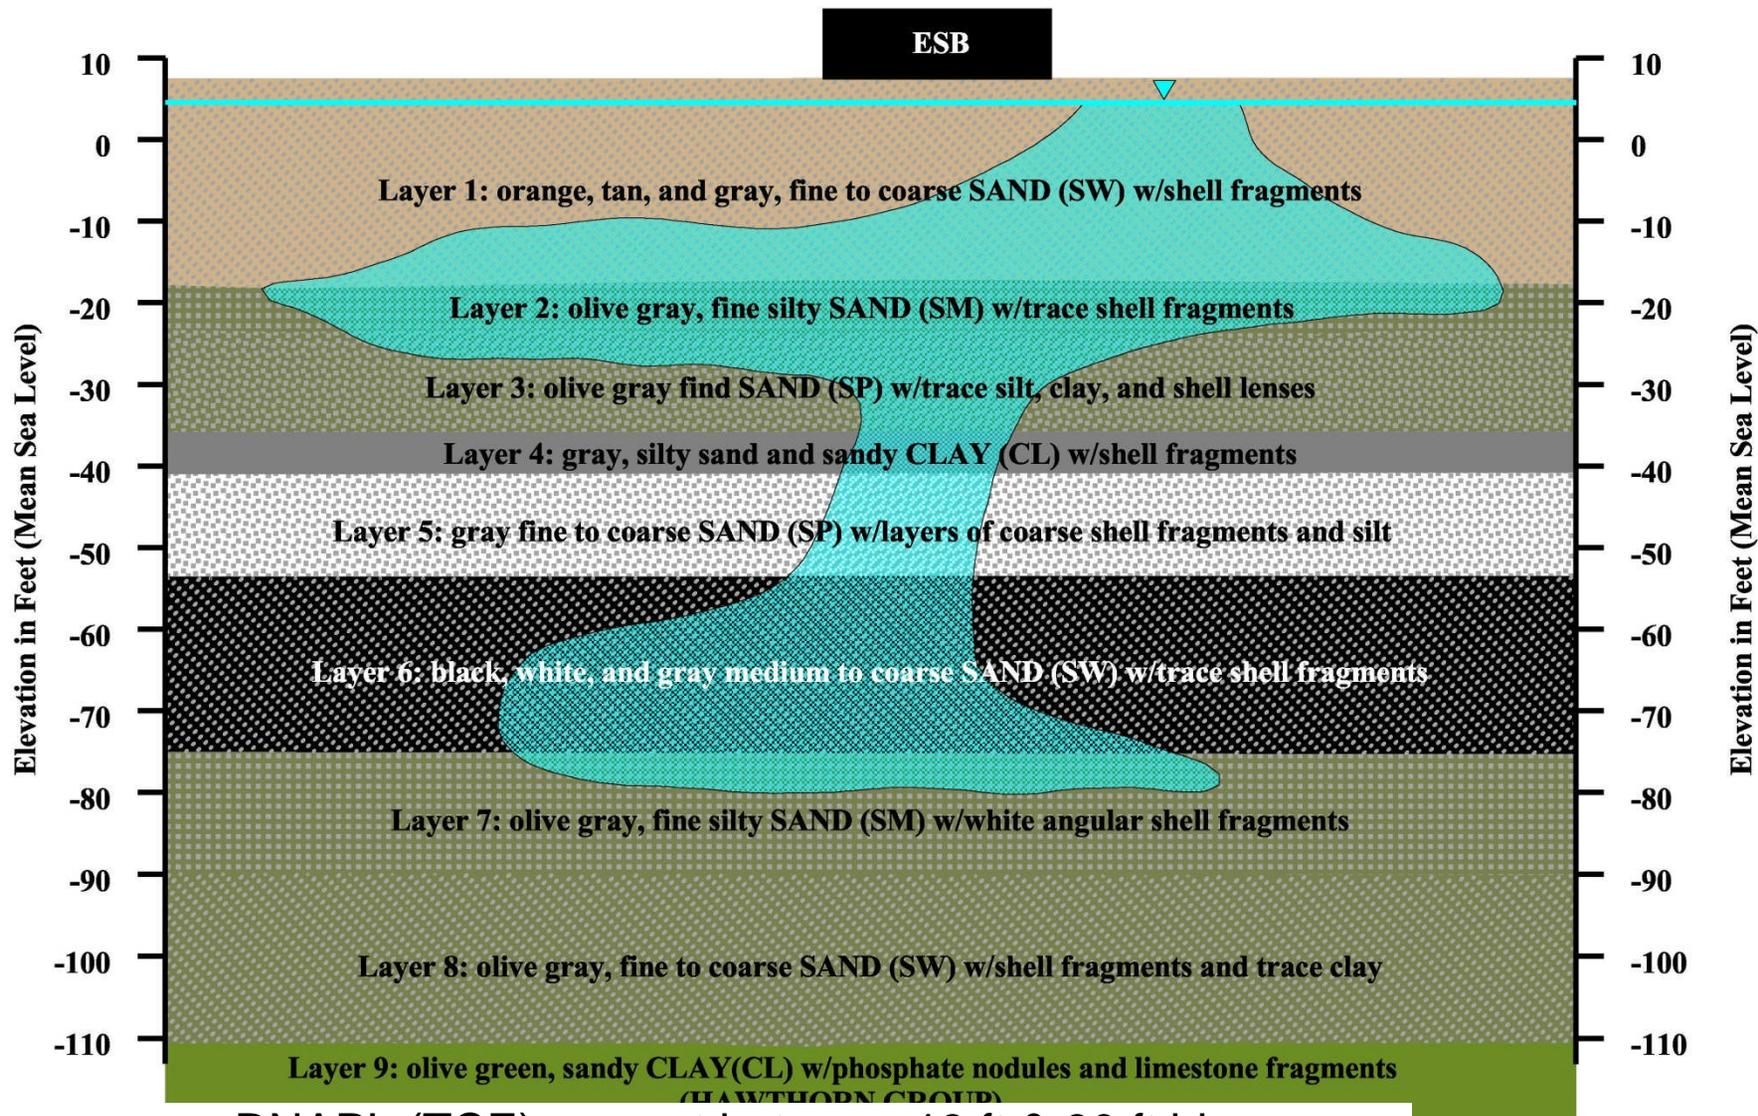 ESB
10 10
0 0
-10 -10
-20 -20
-30 -30
-40 -40
-50 -50
-60 -60
-70 -70
-80 -80
-90 -90
-100 -100
-110 -110
Elevation in Feet (Mean Sea Level)
Elevation in Feet (Mean Sea Level)
Layer 1: orange, tan, and gray, fine to coarse SAND (SW) w/shell fragments
Layer 2: olive gray, fine silty SAND (SM) w/trace shell fragments
Layer 3: olive gray find SAND (SP) w/trace silt, clay, and shell lenses
Layer 4: gray, silty sand and sandy CLAY (CL) w/shell fragments
Layer 5: gray fine to coarse SAND (SP) w/layers of coarse shell fragments and silt
Layer 6: black, white, and gray medium to coarse SAND (SW) w/trace shell fragments
Layer 7: olive gray, fine silty SAND (SM) w/white angular shell fragments
Layer 8: olive gray, fine to coarse SAND (SW) w/shell fragments and trace clay
Layer 9: olive green, sandy CLAY(CL) w/phosphate nodules and limestone fragments
(HAWTHORN GROUP)